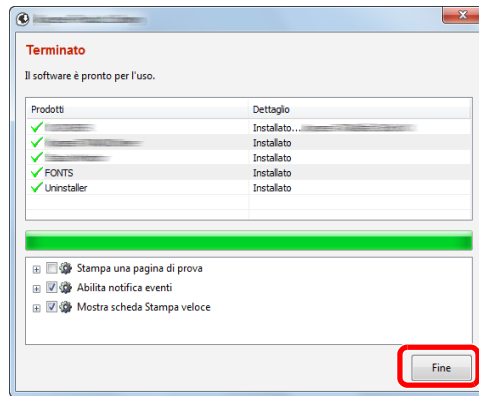 Terminato
Il software è pronto per l'uso.
Prodotti Dettaglio
Installato...
Installato
Installato
FONTS Installato
Uninstaller Installato
Stampa una pagina di prova
Abilita notifica eventi
Mostra scheda Stampa veloce
Fine